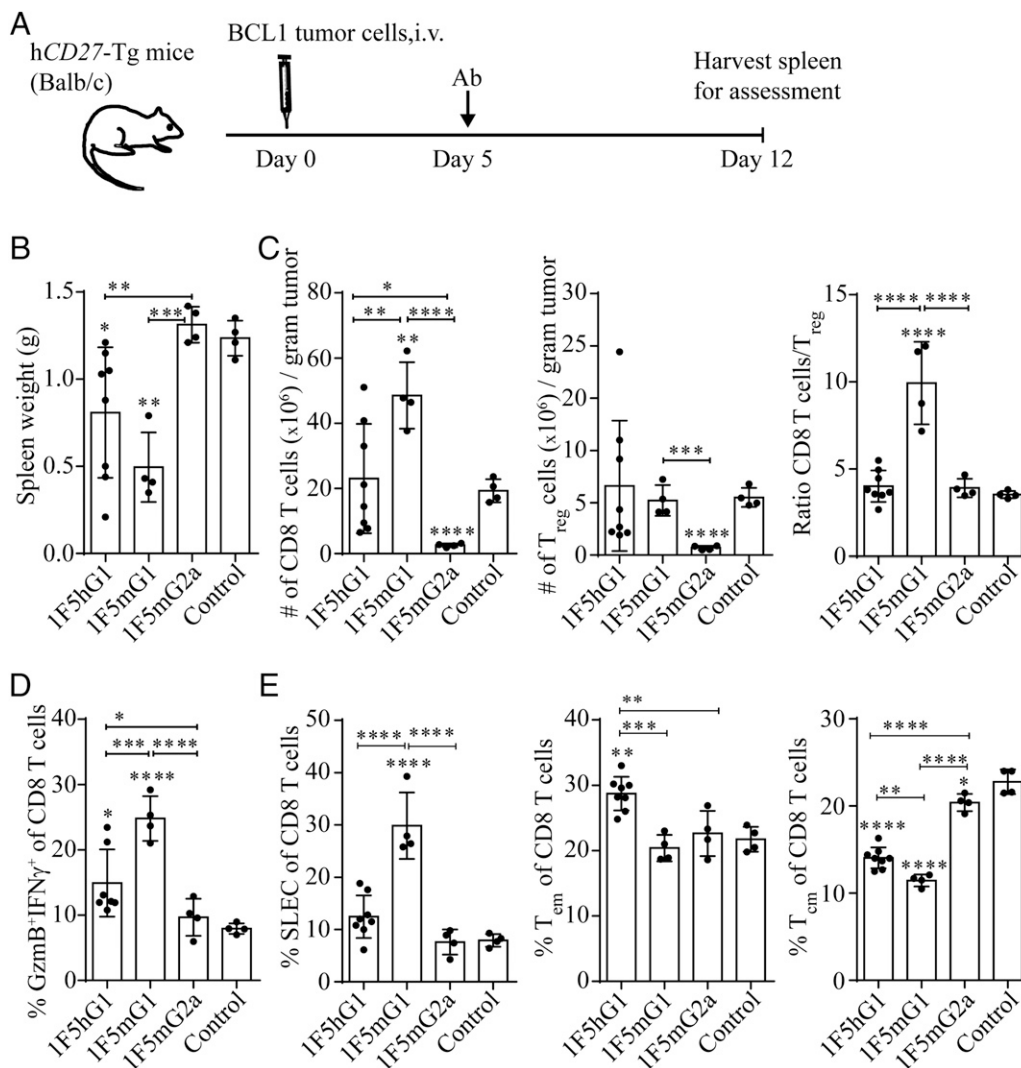 A
hCD27-Tg mice
(Balb/c)
BCL1 tumor cells,i.v.
Ab
Harvest spleen
for assessment
Day 0
Day 5
Day 12
B
Spleen weight (g)
1.5
1.0
0.5
0.0
**
***
*
**
1F5hG1
1F5mG1
1F5mG2a
Control
C
# of CD8 T cells (x10⁶) / gram tumor
80
60
40
20
0
*
**
****
**
****
1F5hG1
1F5mG1
1F5mG2a
Control
# of Treg cells (x10⁶) / gram tumor
30
25
20
15
10
5
0
***
****
1F5hG1
1F5mG1
1F5mG2a
Control
Ratio CD8 T cells/Treg
15
10
5
0
****
****
****
1F5hG1
1F5mG1
1F5mG2a
Control
D
% GzmB⁺IFNγ⁺ of CD8 T cells
40
30
20
10
0
*
***
****
****
*
1F5hG1
1F5mG1
1F5mG2a
Control
E
% SLEC of CD8 T cells
50
40
30
20
10
0
****
****
****
1F5hG1
1F5mG1
1F5mG2a
Control
% Tem of CD8 T cells
40
30
20
10
0
**
***
**
1F5hG1
1F5mG1
1F5mG2a
Control
% Tcm of CD8 T cells
30
20
10
0
****
****
**
*
****
****
1F5hG1
1F5mG1
1F5mG2a
Control